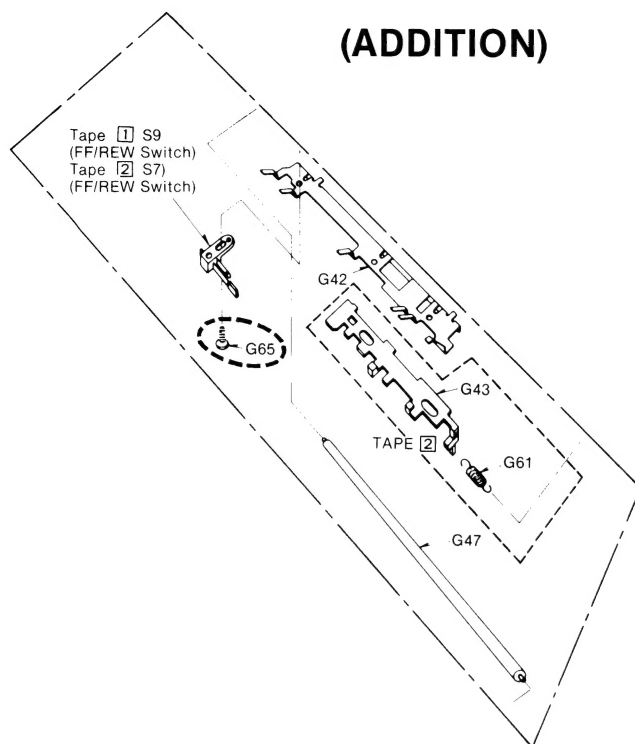 (ADDITION)
Tape 1 S9
(FF/REW Switch)
Tape 2 S7)
(FF/REW Switch)
G42
G65
G43
TAPE 2
G61
G47